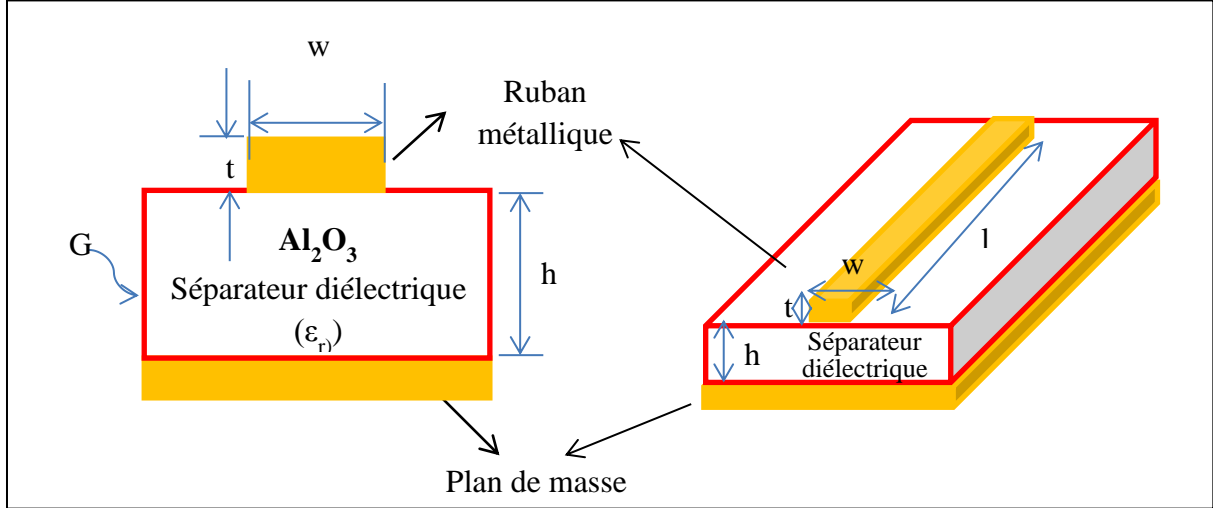 w
t
G
Al₂O₃
Séparateur diélectrique
(εr))
h
Ruban
métallique
Plan de masse
l
w
t
h
Séparateur
diélectrique